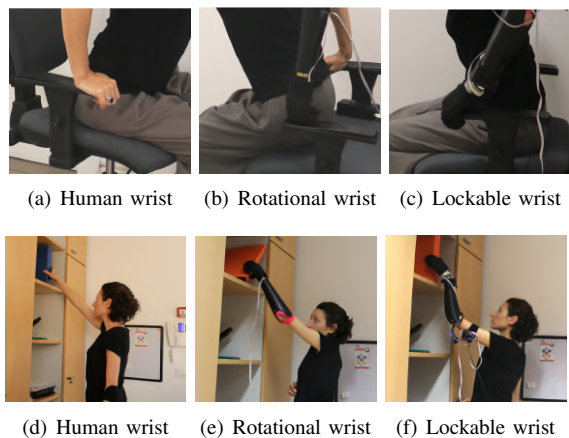 (a) Human wrist (b) Rotational wrist (c) Lockable wrist
(d) Human wrist (e) Rotational wrist (f) Lockable wrist